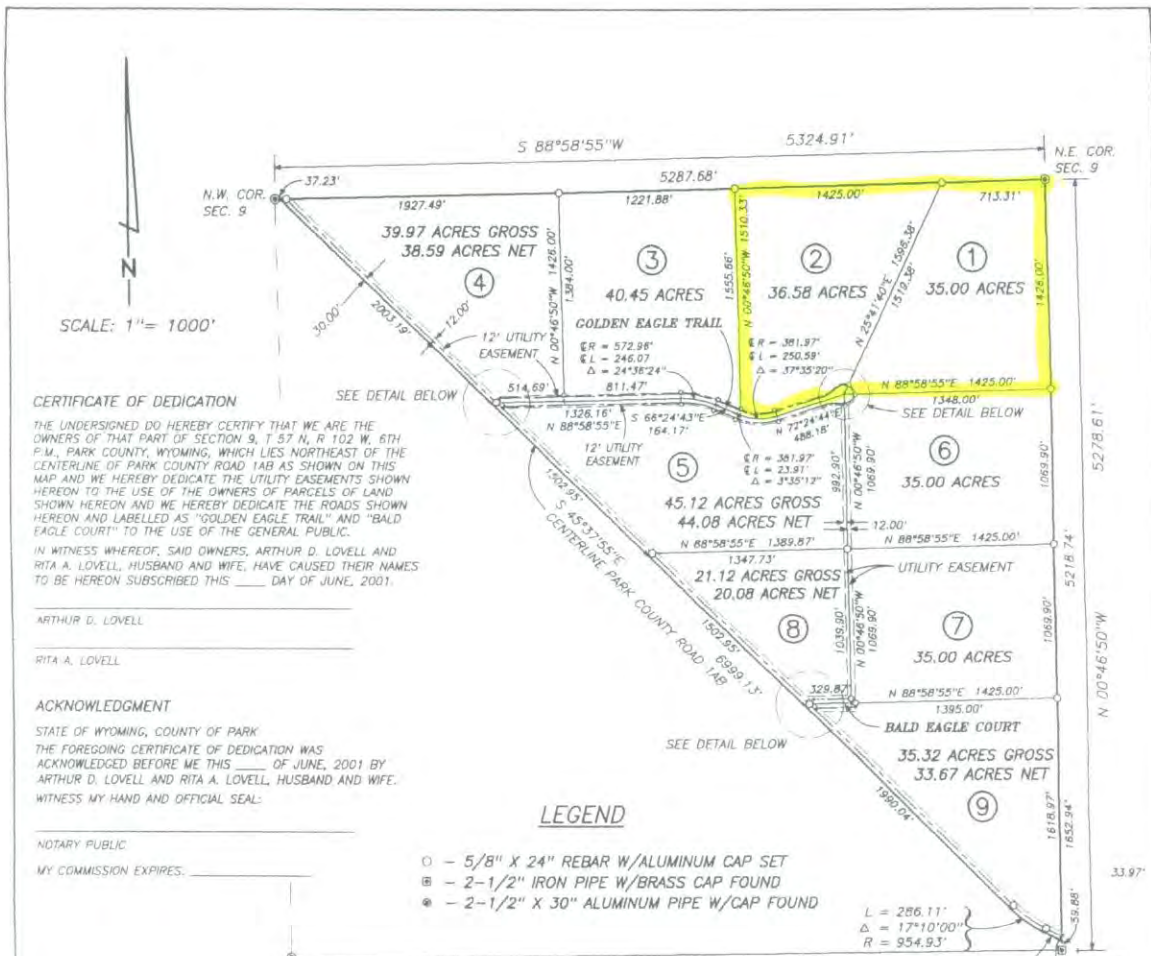 S 88°58'55"W 5324.91'
N.E. COR.
SEC. 9
37.23'
5287.68'
N.W. COR.
SEC. 9
1927.49'
1221.88'
1425.00'
713.31'
39.97 ACRES GROSS
38.59 ACRES NET
④
③
40.45 ACRES
②
36.58 ACRES
①
35.00 ACRES
N 00°46'50"W 1426.00'
1384.00'
1555.66'
N 00°46'50"W 1510.33'
N 25°41'40"E 1596.38'
1519.38'
1426.00'
N
SCALE: 1"= 1000'
30.00'
2003.19'
12.00'
12' UTILITY
EASEMENT
GOLDEN EAGLE TRAIL
℄ R = 572.96'
℄ L = 246.07
Δ = 24°36'24"
℄ R = 381.97'
℄ L = 250.59'
Δ = 37°35'20"
SEE DETAIL BELOW
514.69'
811.47'
1326.16'
N 88°58'55"E
S 66°24'43"E
164.17'
N 72°24'44"E
488.18'
N 88°58'55"E 1425.00'
1348.00'
SEE DETAIL BELOW
12' UTILITY
EASEMENT
℄ R = 381.97'
℄ L = 23.91'
Δ = 3°35'12"
⑤
45.12 ACRES GROSS
44.08 ACRES NET
⑥
35.00 ACRES
992.90'
N 00°46'50"W
1069.90'
1069.90'
5278.61'
CERTIFICATE OF DEDICATION
THE UNDERSIGNED DO HEREBY CERTIFY THAT WE ARE THE
OWNERS OF THAT PART OF SECTION 9, T 57 N, R 102 W, 6TH
P.M., PARK COUNTY, WYOMING, WHICH LIES NORTHEAST OF THE
CENTERLINE OF PARK COUNTY ROAD 1AB AS SHOWN ON THIS
MAP AND WE HEREBY DEDICATE THE UTILITY EASEMENTS SHOWN
HEREON TO THE USE OF THE OWNERS OF PARCELS OF LAND
SHOWN HEREON AND WE HEREBY DEDICATE THE ROADS SHOWN
HEREON AND LABELLED AS "GOLDEN EAGLE TRAIL" AND "BALD
EAGLE COURT" TO THE USE OF THE GENERAL PUBLIC.
IN WITNESS WHEREOF, SAID OWNERS, ARTHUR D. LOVELL AND
RITA A. LOVELL, HUSBAND AND WIFE, HAVE CAUSED THEIR NAMES
TO BE HEREON SUBSCRIBED THIS ____ DAY OF JUNE, 2001.
ARTHUR D. LOVELL
RITA A. LOVELL
1502.95'
S 45°37'55"E
CENTERLINE PARK COUNTY ROAD 1AB
12.00'
N 88°58'55"E 1389.87'
1347.73'
N 88°58'55"E 1425.00'
UTILITY EASEMENT
21.12 ACRES GROSS
20.08 ACRES NET
⑧
⑦
35.00 ACRES
1039.90'
N 00°46'50"W
1069.90'
1069.90'
5218.74'
N 00°46'50"W
1502.95'
6999.13'
329.87'
N 88°58'55"E 1425.00'
1395.00'
BALD EAGLE COURT
SEE DETAIL BELOW
35.32 ACRES GROSS
33.67 ACRES NET
⑨
1990.04'
1618.97'
1652.94'
33.97'
59.88'
L = 286.11'
Δ = 17°10'00"
R = 954.93'
ACKNOWLEDGMENT
STATE OF WYOMING, COUNTY OF PARK
THE FOREGOING CERTIFICATE OF DEDICATION WAS
ACKNOWLEDGED BEFORE ME THIS ____ OF JUNE, 2001 BY
ARTHUR D. LOVELL AND RITA A. LOVELL, HUSBAND AND WIFE.
WITNESS MY HAND AND OFFICIAL SEAL:
NOTARY PUBLIC
MY COMMISSION EXPIRES: ____
LEGEND
○ - 5/8" X 24" REBAR W/ALUMINUM CAP SET
- 2-1/2" IRON PIPE W/BRASS CAP FOUND
- 2-1/2" X 30" ALUMINUM PIPE W/CAP FOUND